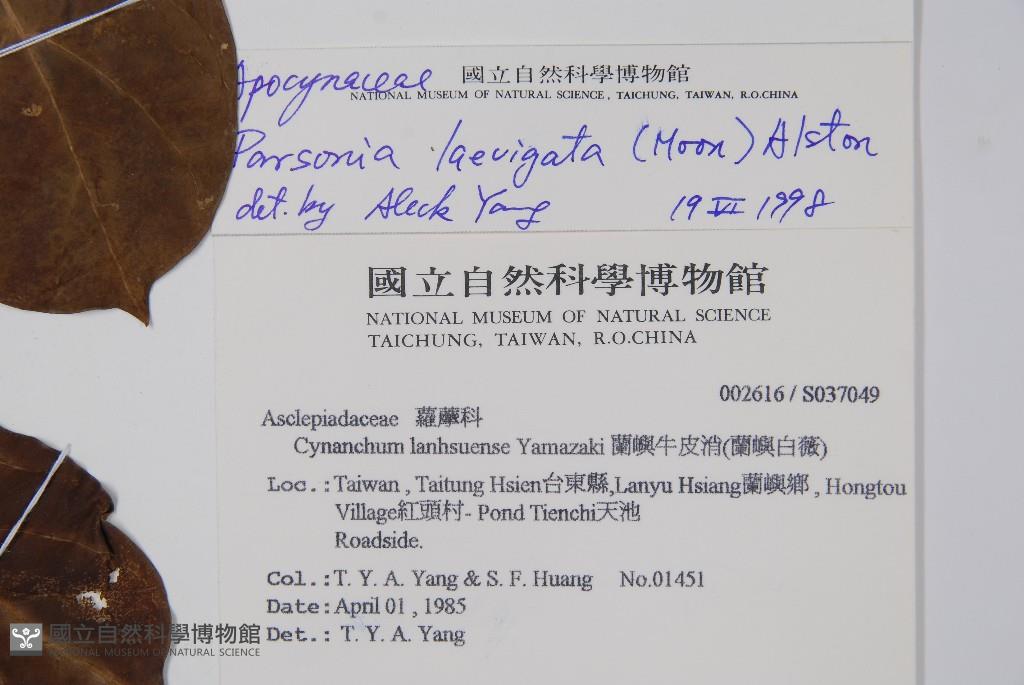 Apocynaceae 國立自然科學博物館
NATIONAL MUSEUM OF NATURAL SCIENCE, TAICHUNG, TAIWAN, R.O.CHINA
Parsonia laevigata (Moon) Alston
det. by Aleck Yang 19 VI 1998
國立自然科學博物館
NATIONAL MUSEUM OF NATURAL SCIENCE
TAICHUNG, TAIWAN, R.O.CHINA
002616 / S037049
Asclepiadaceae 蘿藦科
Cynanchum lanhsuense Yamazaki 蘭嶼牛皮消(蘭嶼白薇)
Loc.:Taiwan , Taitung Hsien台東縣,Lanyu Hsiang蘭嶼鄉 , Hongtou
Village紅頭村- Pond Tienchi天池
Roadside.
Col.:T. Y. A. Yang & S. F. Huang No.01451
Date:April 01 , 1985
Det.: T. Y. A. Yang
國立自然科學博物館
NATIONAL MUSEUM OF NATURAL SCIENCE